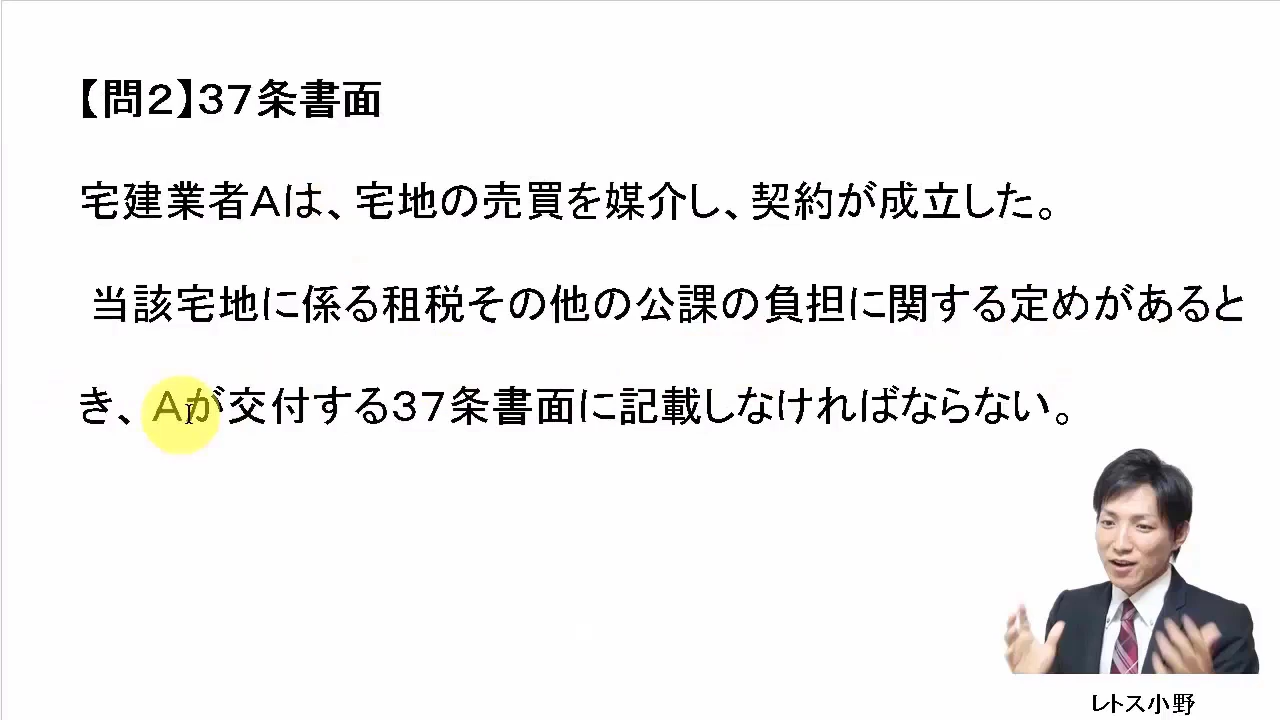 【問２】３７条書面
宅建業者Ａは、宅地の売買を媒介し、契約が成立した。
当該宅地に係る租税その他の公課の負担に関する定めがあると
き、Ａが交付する３７条書面に記載しなければならない。
レトス小野